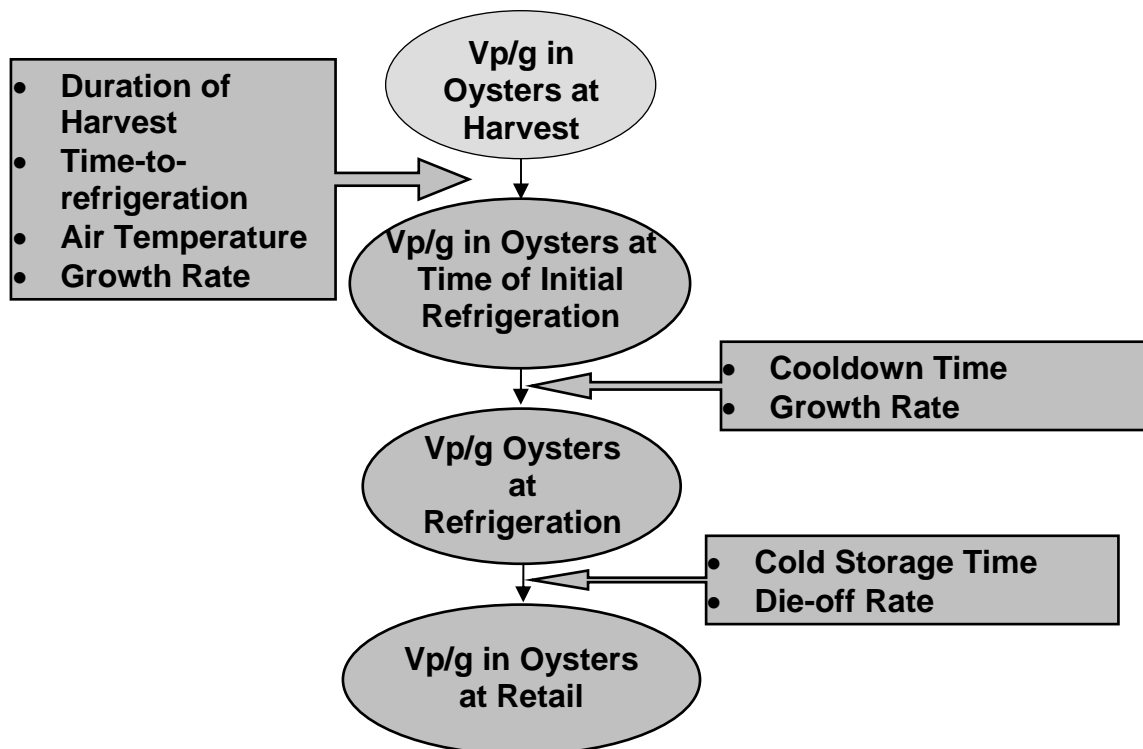 Vp/g in
Oysters at
Harvest
• Duration of
Harvest
• Time-to-
refrigeration
• Air Temperature
• Growth Rate
Vp/g in Oysters at
Time of Initial
Refrigeration
• Cooldown Time
• Growth Rate
Vp/g Oysters
at
Refrigeration
• Cold Storage Time
• Die-off Rate
Vp/g in Oysters
at Retail